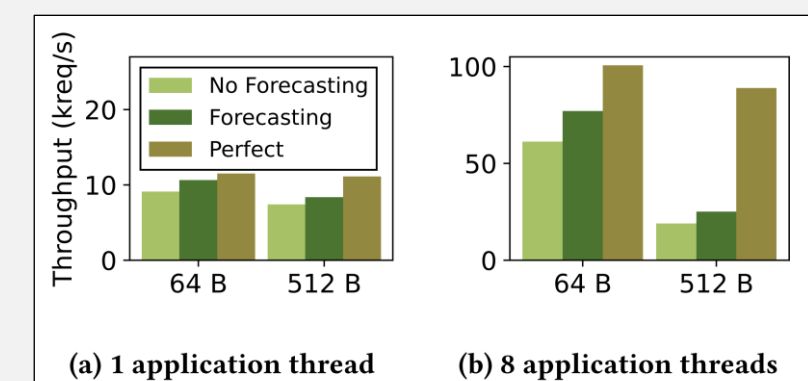 Throughput (kreq/s)
20
10
0
No Forecasting
Forecasting
Perfect
64 B 512 B
100
50
0
64 B 512 B
(a) 1 application thread
(b) 8 application threads